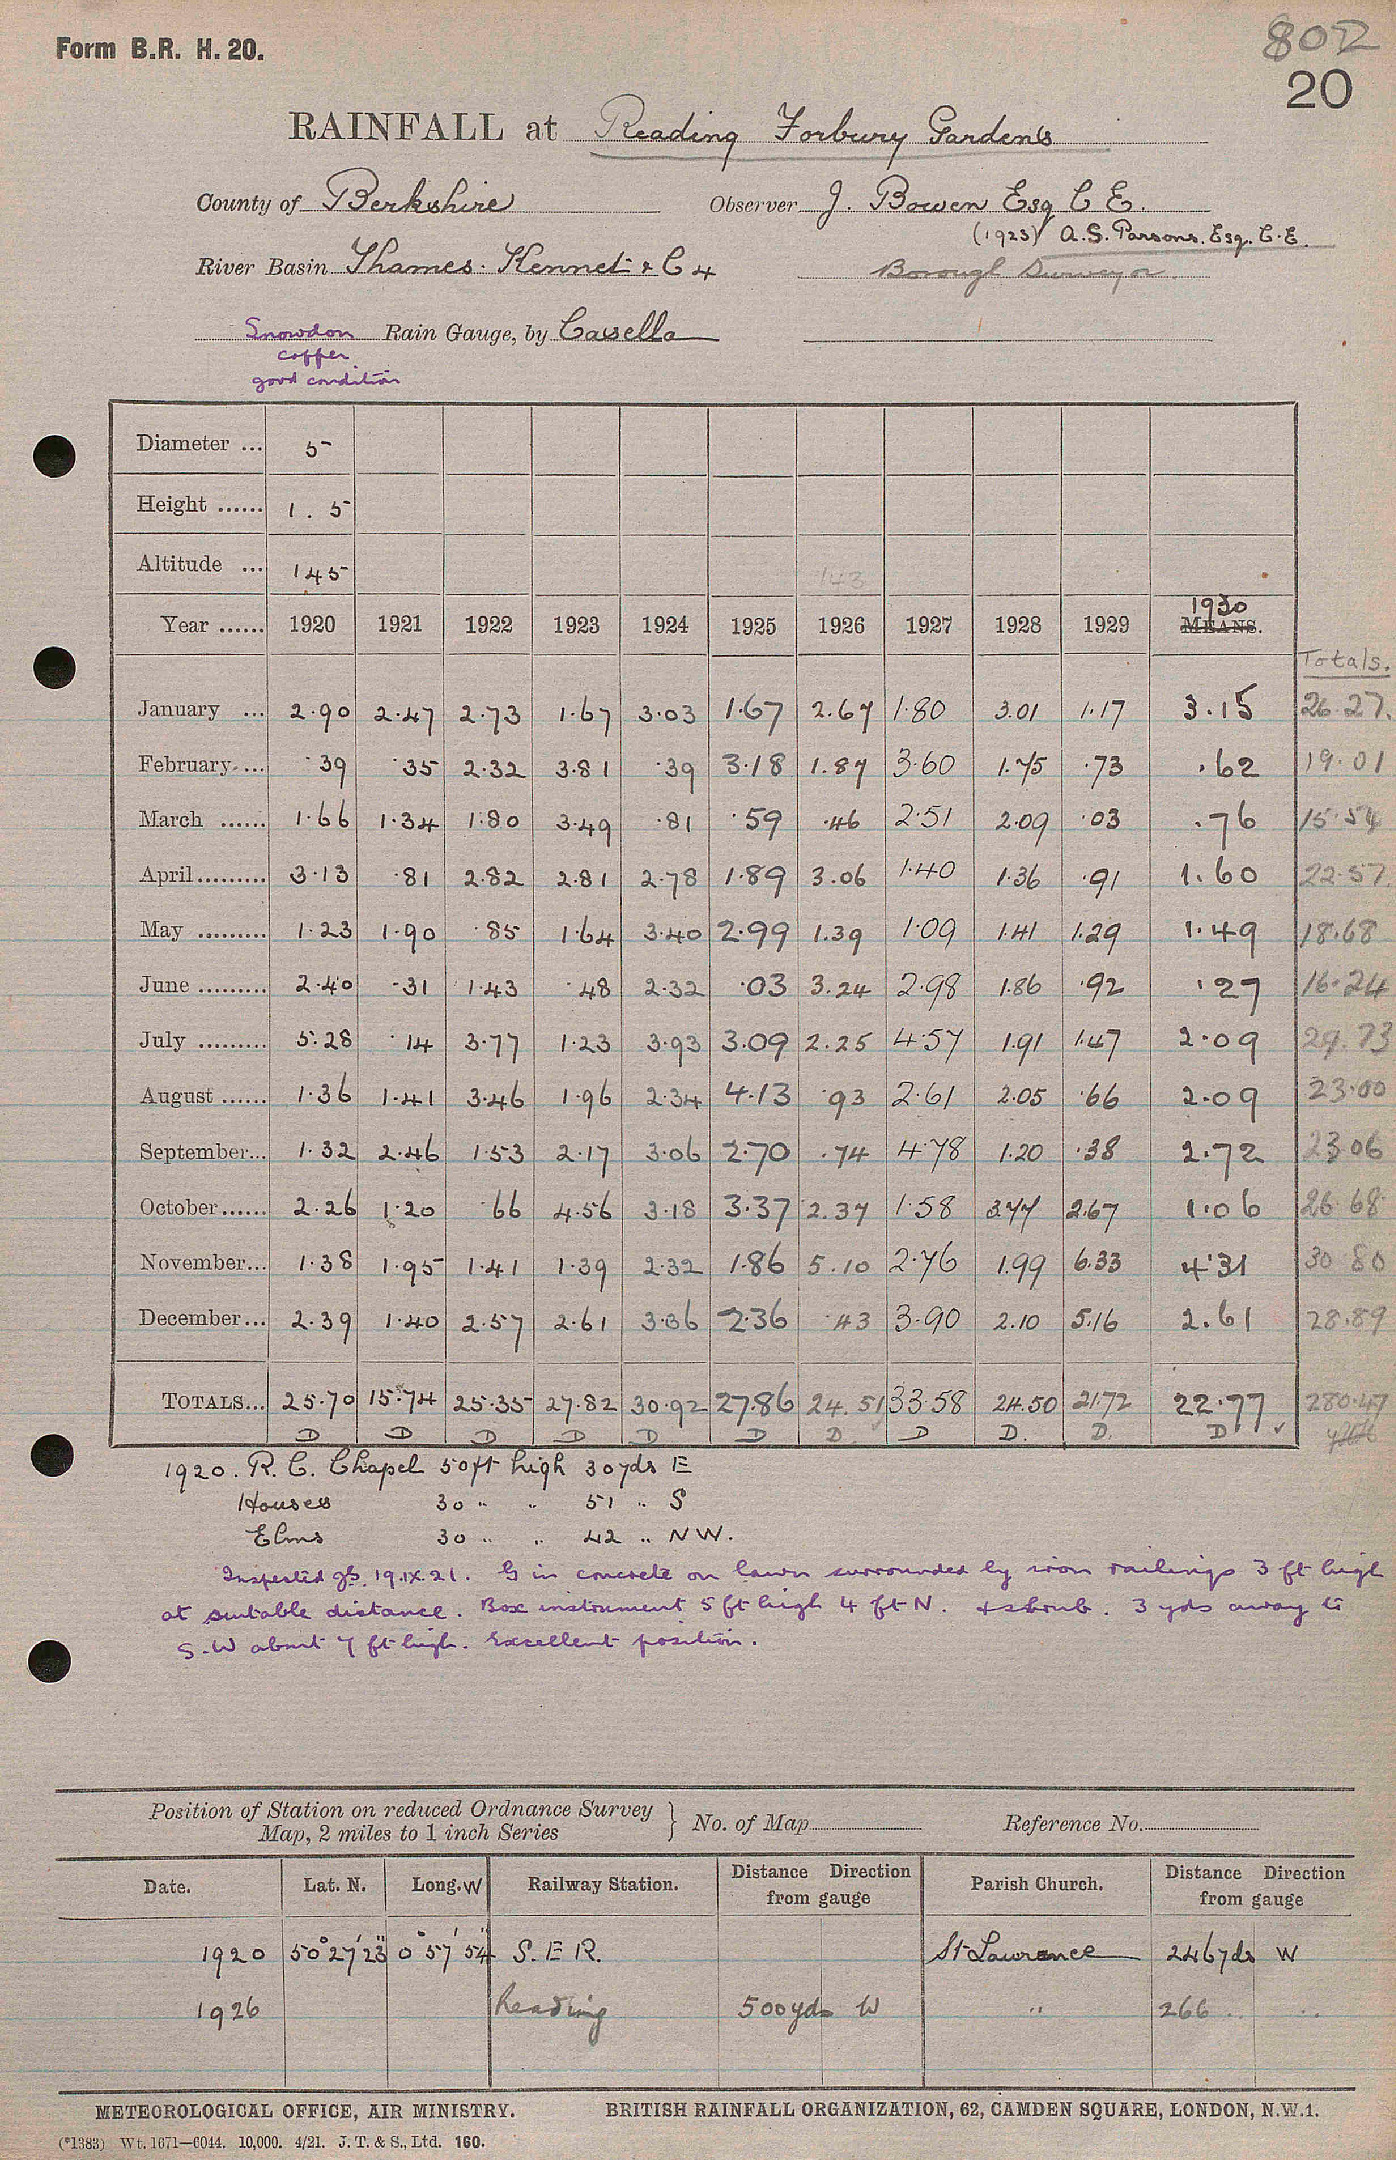 Form B.R. H. 20.
802
20
RAINFALL at Reading Forbury Gardens
County of Berkshire Observer J. Bowen Esq C E.
(1923) A.S. Parsons. Esq. C.E.
River Basin Thames. Kennet & C 4 Borough Surveyor
Snowdon Rain Gauge, by Casella
copper
good condition
Diameter ... 5
Height ...... 1 . 5
Altitude ... 145 143
Year ...... 1920 1921 1922 1923 1924 1925 1926 1927 1928 1929 1930 MEANS.
Totals.
January ... 2.90 2.47 2.73 1.67 3.03 1.67 2.67 1.80 3.01 1.17 3.15 26.27.
February ... .39 .35 2.32 3.81 .39 3.18 1.87 3.60 1.75 .73 .62 19.01
March ...... 1.66 1.34 1.80 3.49 .81 .59 .46 2.51 2.09 .03 .76 15.54
April ......... 3.13 .81 2.82 2.81 2.78 1.89 3.06 1.40 1.36 .91 1.60 22.57
May ......... 1.23 1.90 .85 1.64 3.40 2.99 1.39 1.09 1.41 1.29 1.49 18.68
June ......... 2.40 .31 1.43 .48 2.32 .03 3.24 2.98 1.86 .92 .27 16.24
July ......... 5.28 .14 3.77 1.23 3.93 3.09 2.25 4.57 1.91 1.47 2.09 29.73
August ...... 1.36 1.41 3.46 1.96 2.34 4.13 .93 2.61 2.05 .66 2.09 23.00
September... 1.32 2.46 1.53 2.17 3.06 2.70 .74 4.78 1.20 .38 2.72 23.06
October ...... 2.26 1.20 .66 4.56 3.18 3.37 2.37 1.58 3.77 2.67 1.06 26.68
November... 1.38 1.95 1.41 1.39 2.32 1.86 5.10 2.76 1.99 6.33 4.31 30.80
December... 2.39 1.40 2.57 2.61 3.36 2.36 .43 3.90 2.10 5.16 2.61 28.89
TOTALS... 25.70 15.74 25.35 27.82 30.92 27.86 24.51 33.58 24.50 21.72 22.77 280.47
D D D D D D D. D D. D. D ✓
1920. R. C. Chapel 50ft high 30yds E
Houses 30 " " 51 " S
Elms 30 " " 42 " N W.
Inspected 19.IX.21. G in concrete on lawn surrounded by iron railings 3 ft high
at suitable distance. Box instrument 5 ft high 4 ft N. & shrub. 3 yds away to
S-W about 7 ft high. Excellent position.
Position of Station on reduced Ordnance Survey Map, 2 miles to 1 inch Series } No. of Map Reference No.
Date. Lat. N. Long. W Railway Station. Distance Direction from gauge Parish Church. Distance Direction from gauge
1920 50°27'23" 0°57'54" S. E R. St Lawrence 246yds W
1926 Reading 500yds W " 266 " "
METEOROLOGICAL OFFICE, AIR MINISTRY. BRITISH RAINFALL ORGANIZATION, 62, CAMDEN SQUARE, LONDON, N.W.1.
(*1383) Wt. 1671—6044. 10,000. 4/21. J. T. & S., Ltd. 160.